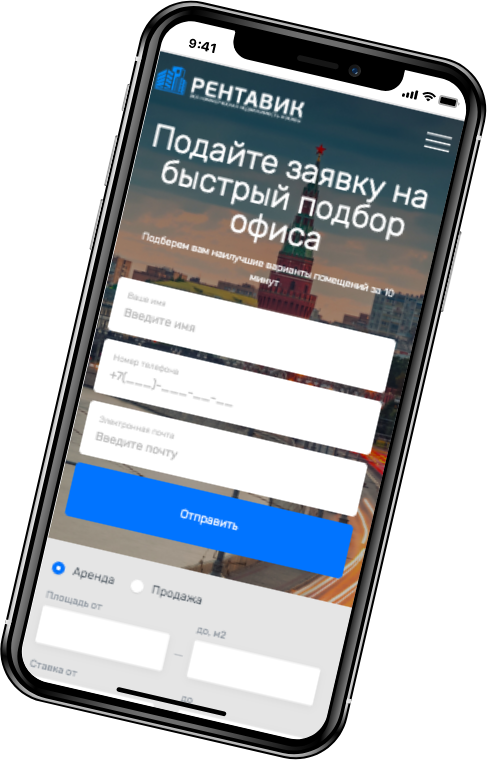 9:41
РЕНТАВИК
Подайте заявку на
быстрый подбор
офиса
Подберем вам наилучшие варианты помещений за 10
минут
Ваше имя
Введите имя
Номер телефона
+7(___)-___-__-__
Электронная почта
Введите почту
Отправить
Аренда Продажа
Площадь от
до, м2
—
Ставка от
до